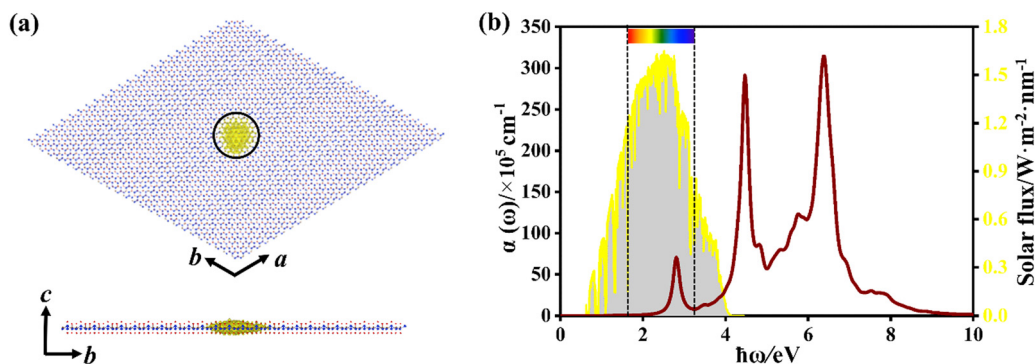 (a)
b
a
c
b
(b)
350
300
250
200
150
100
50
0
α (ω)/×10⁵ cm⁻¹
0
2
4
6
8
10
ħω/eV
1.8
1.5
1.2
0.9
0.6
0.3
0.0
Solar flux/W·m⁻²·nm⁻¹